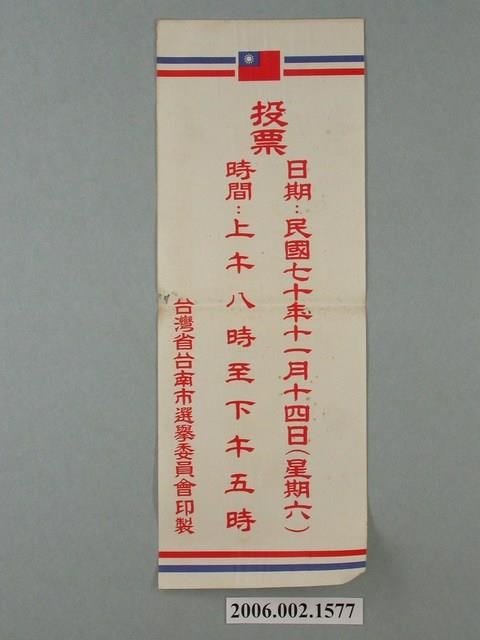 投票
日期：民國七十年十一月十四日（星期六）
時間：上午八時至下午五時
台灣省台南市選舉委員會印製
2006.002.1577